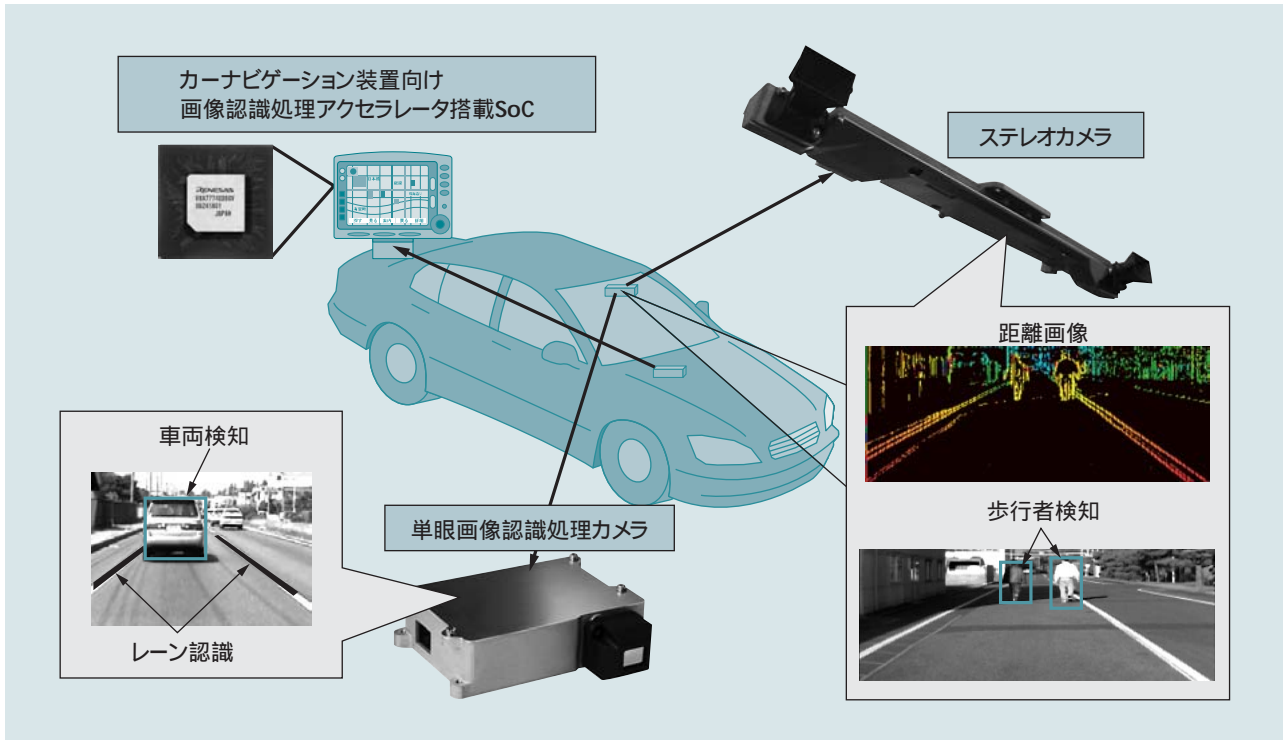 カーナビゲーション装置向け
画像認識処理アクセラレータ搭載SoC
ステレオカメラ
RENESAS
JAPAN
距離画像
車両検知
歩行者検知
単眼画像認識処理カメラ
レーン認識